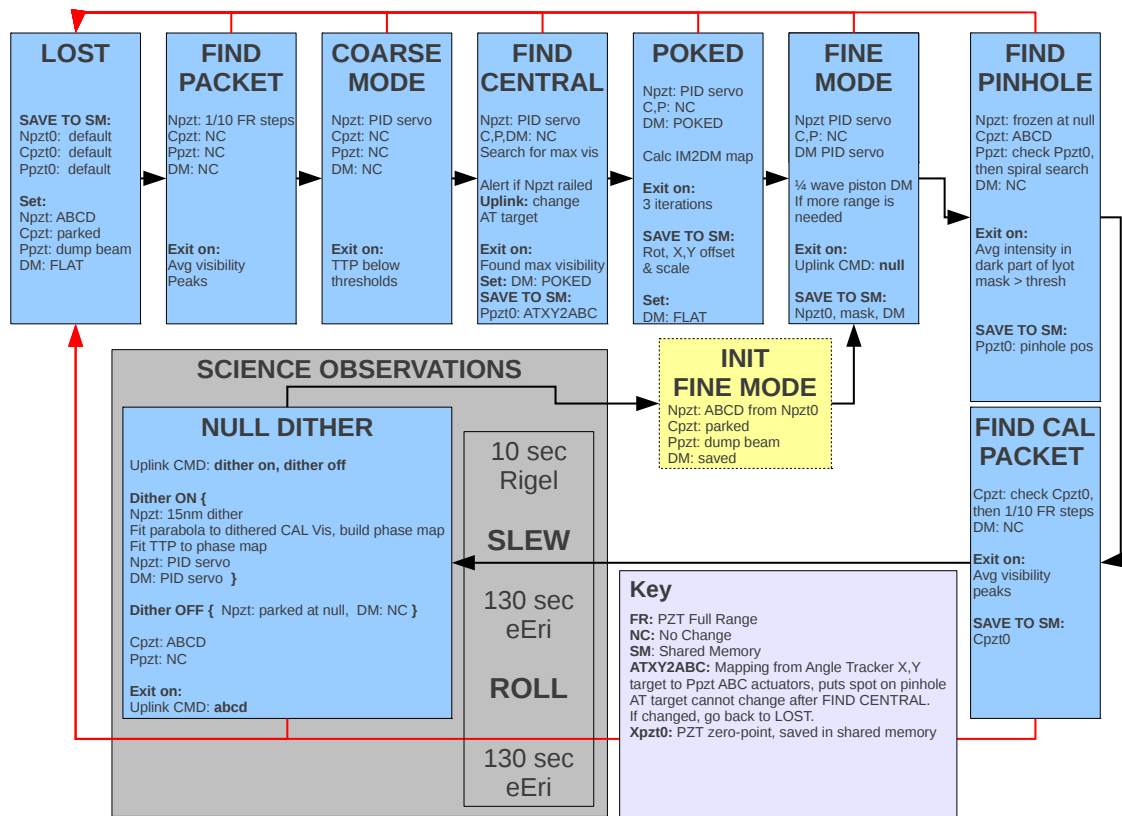 LOST
SAVE TO SM:
Npzt0: default
Cpzt0: default
Ppzt0: default
Set:
Npzt: ABCD
Cpzt: parked
Ppzt: dump beam
DM: FLAT
FIND
PACKET
Npzt: 1/10 FR steps
Cpzt: NC
Ppzt: NC
DM: NC
Exit on:
Avg visibility
Peaks
COARSE
MODE
Npzt: PID servo
Cpzt: NC
Ppzt: NC
DM: NC
Exit on:
TTP below
thresholds
FIND
CENTRAL
Npzt: PID servo
C,P,DM: NC
Search for max vis
Alert if Npzt railed
Uplink: change
AT target
Exit on:
Found max visibility
Set: DM: POKED
SAVE TO SM:
Ppzt0: ATXY2ABC
POKED
Npzt: PID servo
C,P: NC
DM: POKED
Calc IM2DM map
Exit on:
3 iterations
SAVE TO SM:
Rot, X,Y offset
& scale
Set:
DM: FLAT
FINE
MODE
Npzt PID servo
C,P: NC
DM PID servo
¼ wave piston DM
If more range is
needed
Exit on:
Uplink CMD: null
SAVE TO SM:
Npzt0, mask, DM
FIND
PINHOLE
Npzt: frozen at null
Cpzt: ABCD
Ppzt: check Ppzt0,
then spiral search
DM: NC
Exit on:
Avg intensity in
dark part of lyot
mask > thresh
SAVE TO SM:
Ppzt0: pinhole pos
FIND CAL
PACKET
Cpzt: check Cpzt0,
then 1/10 FR steps
DM: NC
Exit on:
Avg visibility
peaks
SAVE TO SM:
Cpzt0
INIT
FINE MODE
Npzt: ABCD from Npzt0
Cpzt: parked
Ppzt: dump beam
DM: saved
SCIENCE OBSERVATIONS
NULL DITHER
Uplink CMD: dither on, dither off
Dither ON {
Npzt: 15nm dither
Fit parabola to dithered CAL Vis, build phase map
Fit TTP to phase map
Npzt: PID servo
DM: PID servo }
Dither OFF { Npzt: parked at null, DM: NC }
Cpzt: ABCD
Ppzt: NC
Exit on:
Uplink CMD: abcd
10 sec
Rigel
SLEW
130 sec
eEri
ROLL
130 sec
eEri
Key
FR: PZT Full Range
NC: No Change
SM: Shared Memory
ATXY2ABC: Mapping from Angle Tracker X,Y
target to Ppzt ABC actuators, puts spot on pinhole
AT target cannot change after FIND CENTRAL.
If changed, go back to LOST.
Xpzt0: PZT zero-point, saved in shared memory